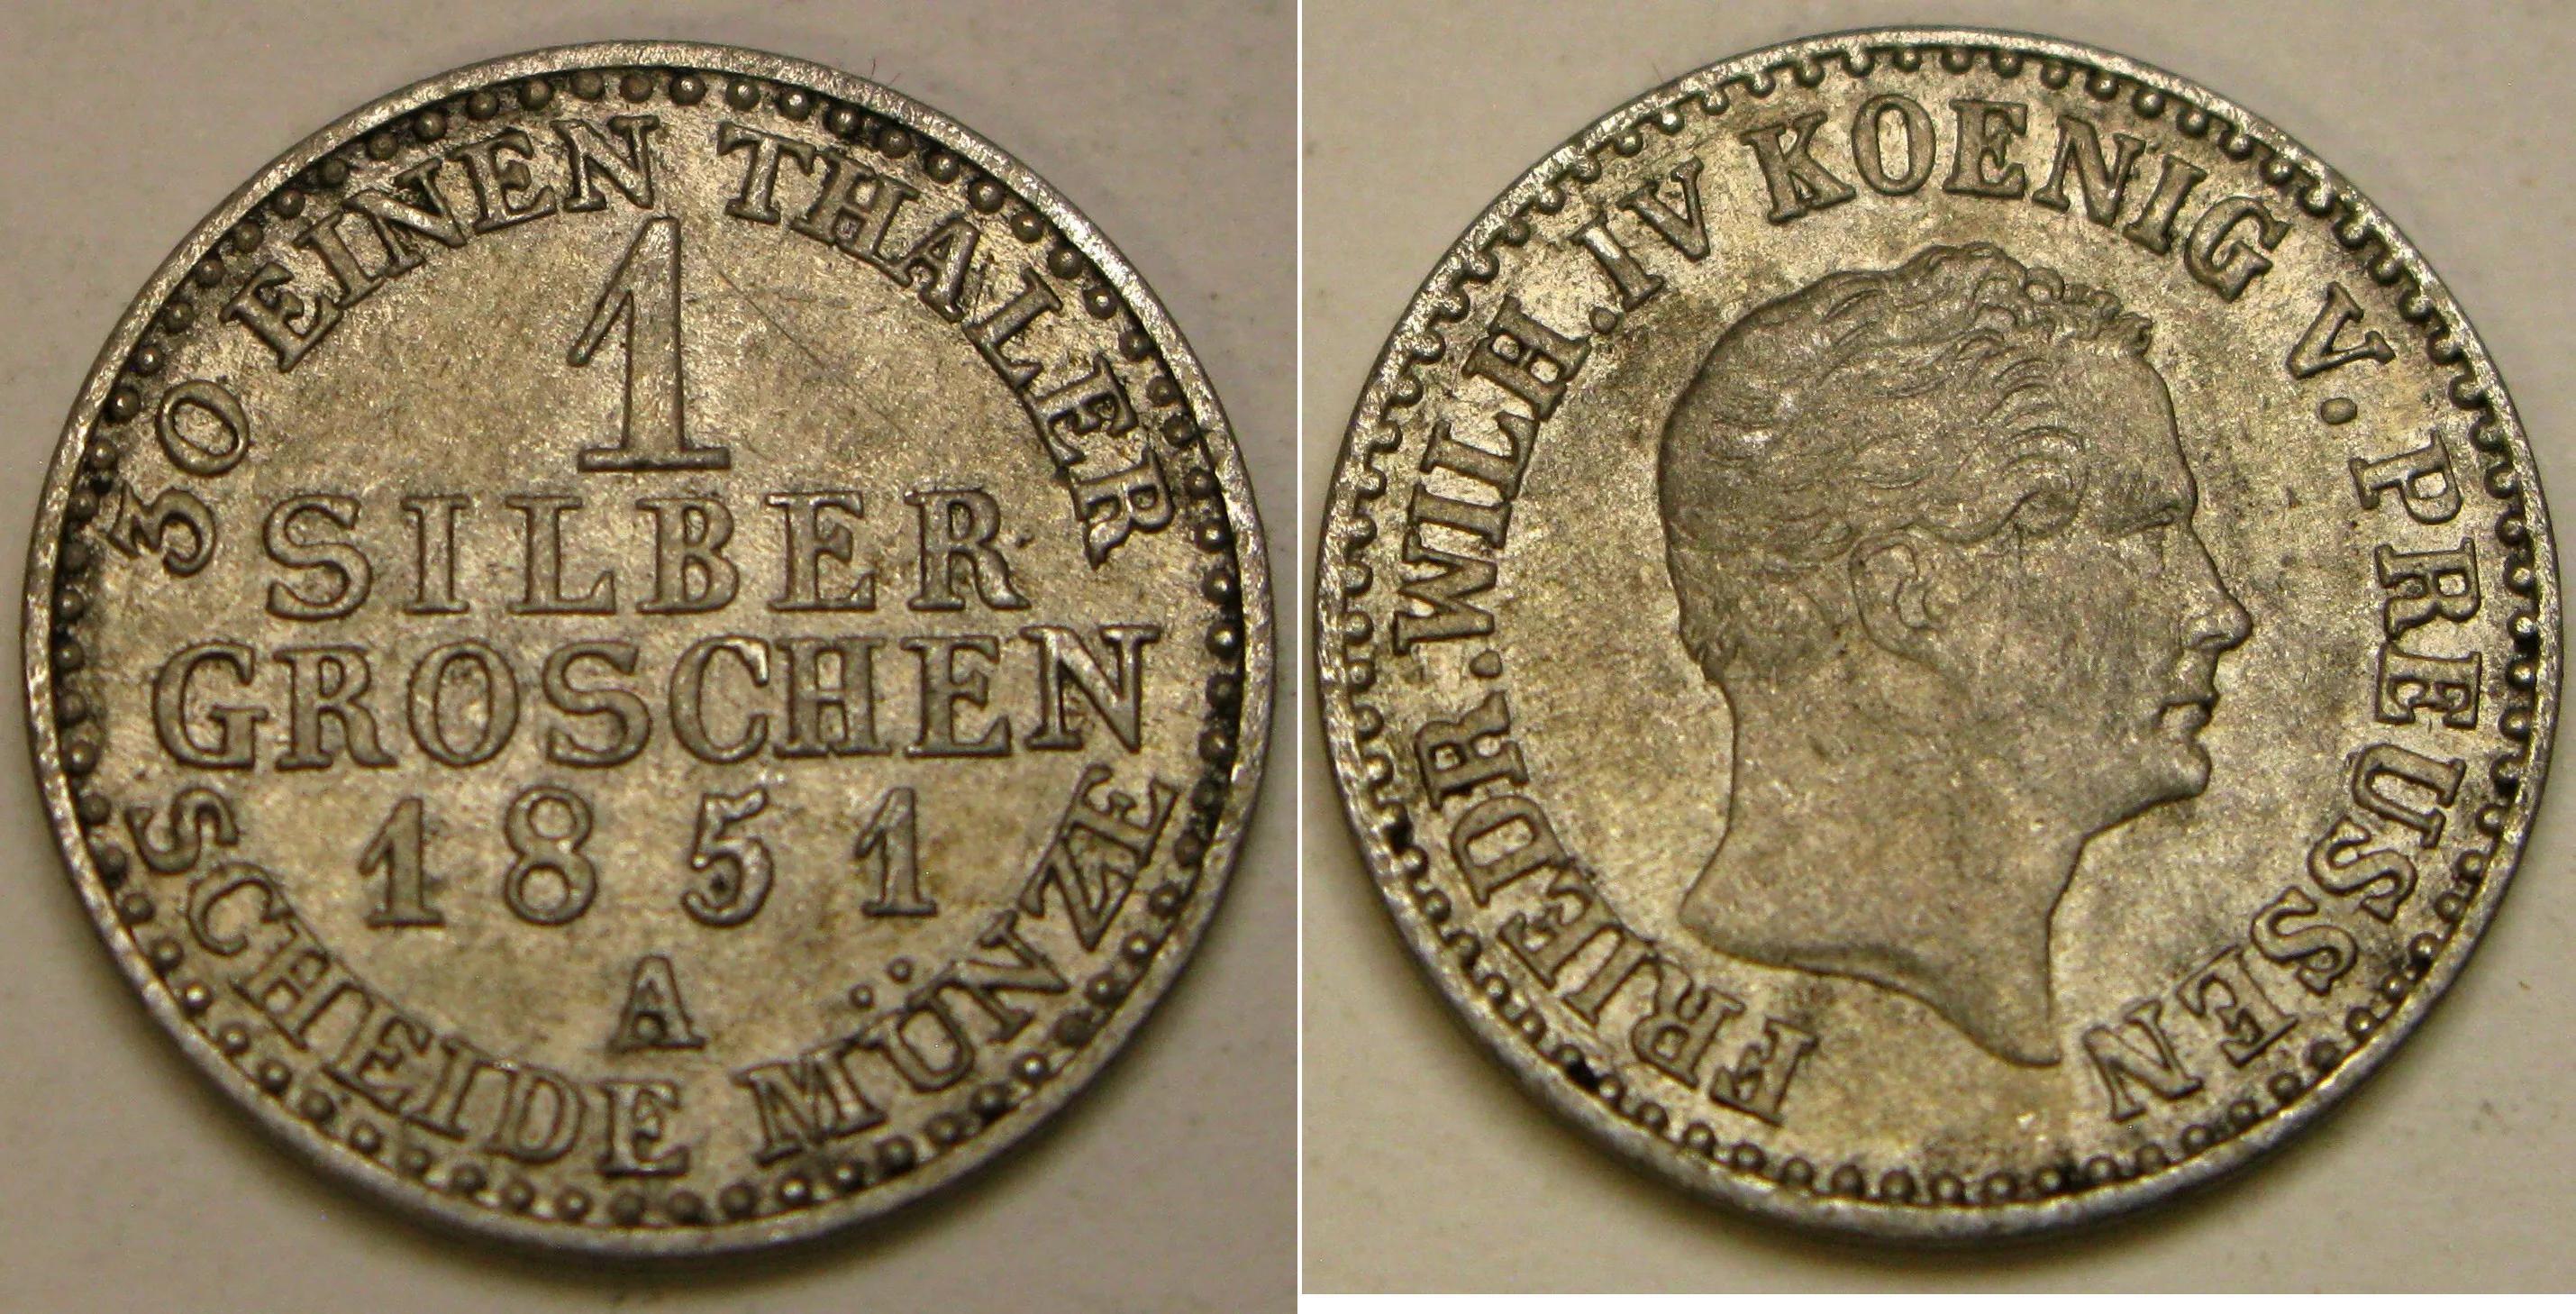 30 EINEN THALER
1
SILBER
GROSCHEN
1851
A
SCHEIDE MÜNZE
FRIEDR. WILH. IV KOENIG V. PREUSSEN